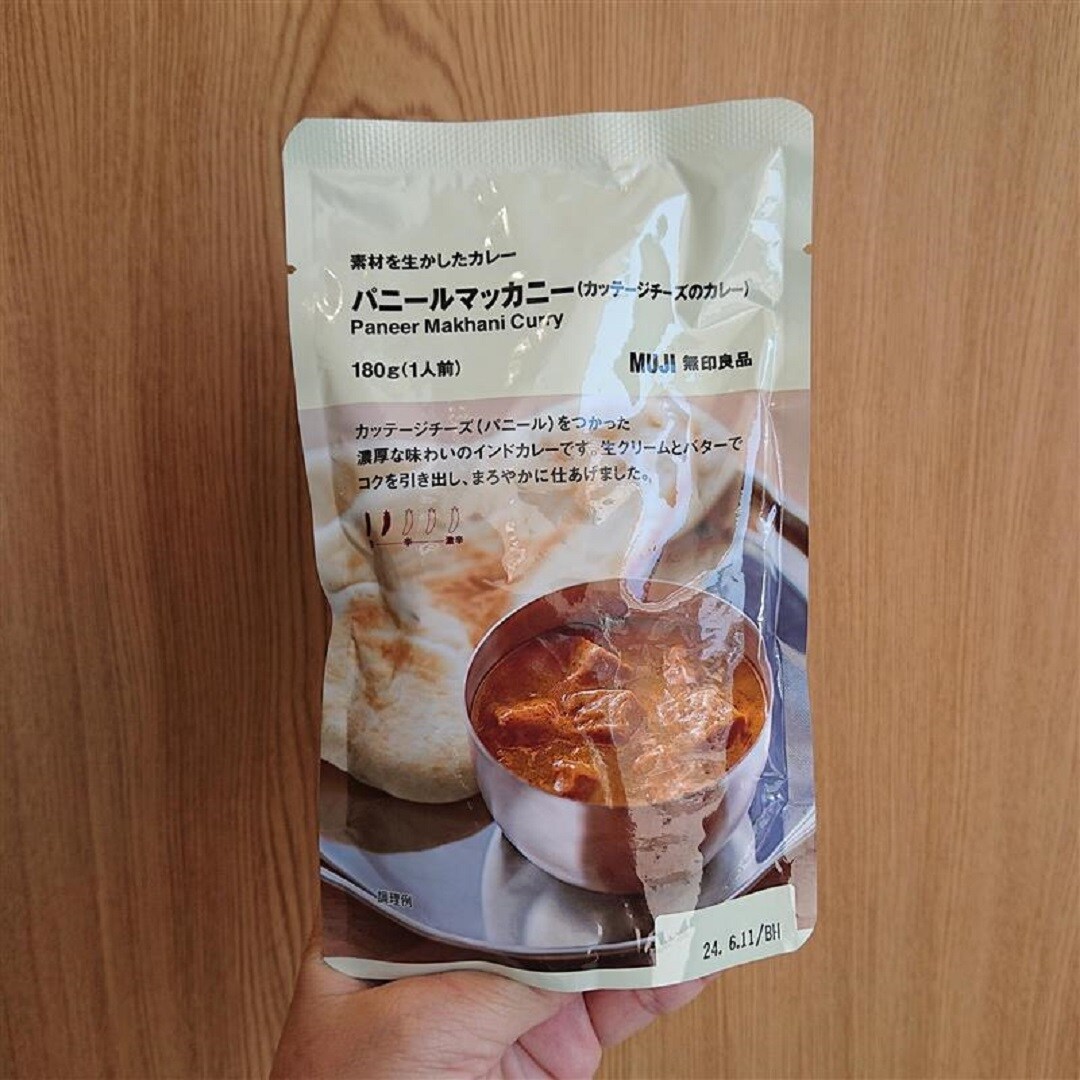 素材を生かしたカレー
パニールマッカニー(カッテージチーズのカレー)
Paneer Makhani Curry
180g(1人前)
MUJI 無印良品
カッテージチーズ(パニール)をつかった
濃厚な味わいのインドカレーです。生クリームとバターで
コクを引き出し、まろやかに仕あげました。
辛 激辛
調理例
24. 6.11/BH